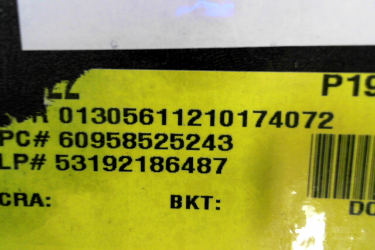 P19
01305611210174072
PC# 60958525243
LP# 53192186487
CRA: BKT: